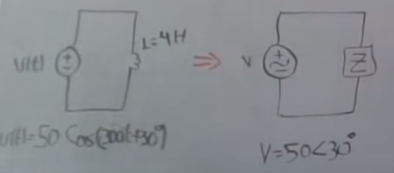 L=4H
V(t)
V
Z
V(t)=50 Cos(300t+30°)
V=50<30°